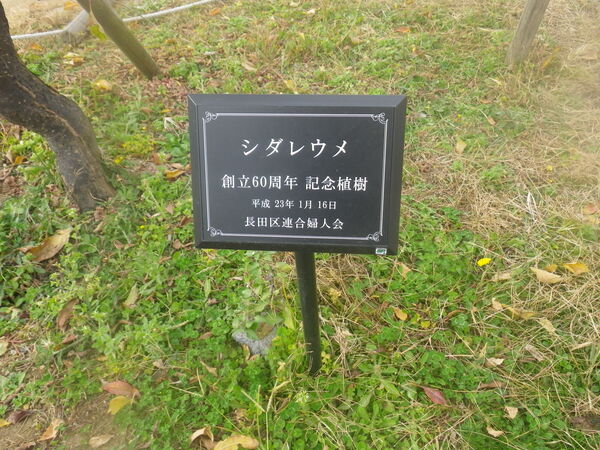 シダレウメ
創立60周年 記念植樹
平成 23年 1月 16日
長田区連合婦人会